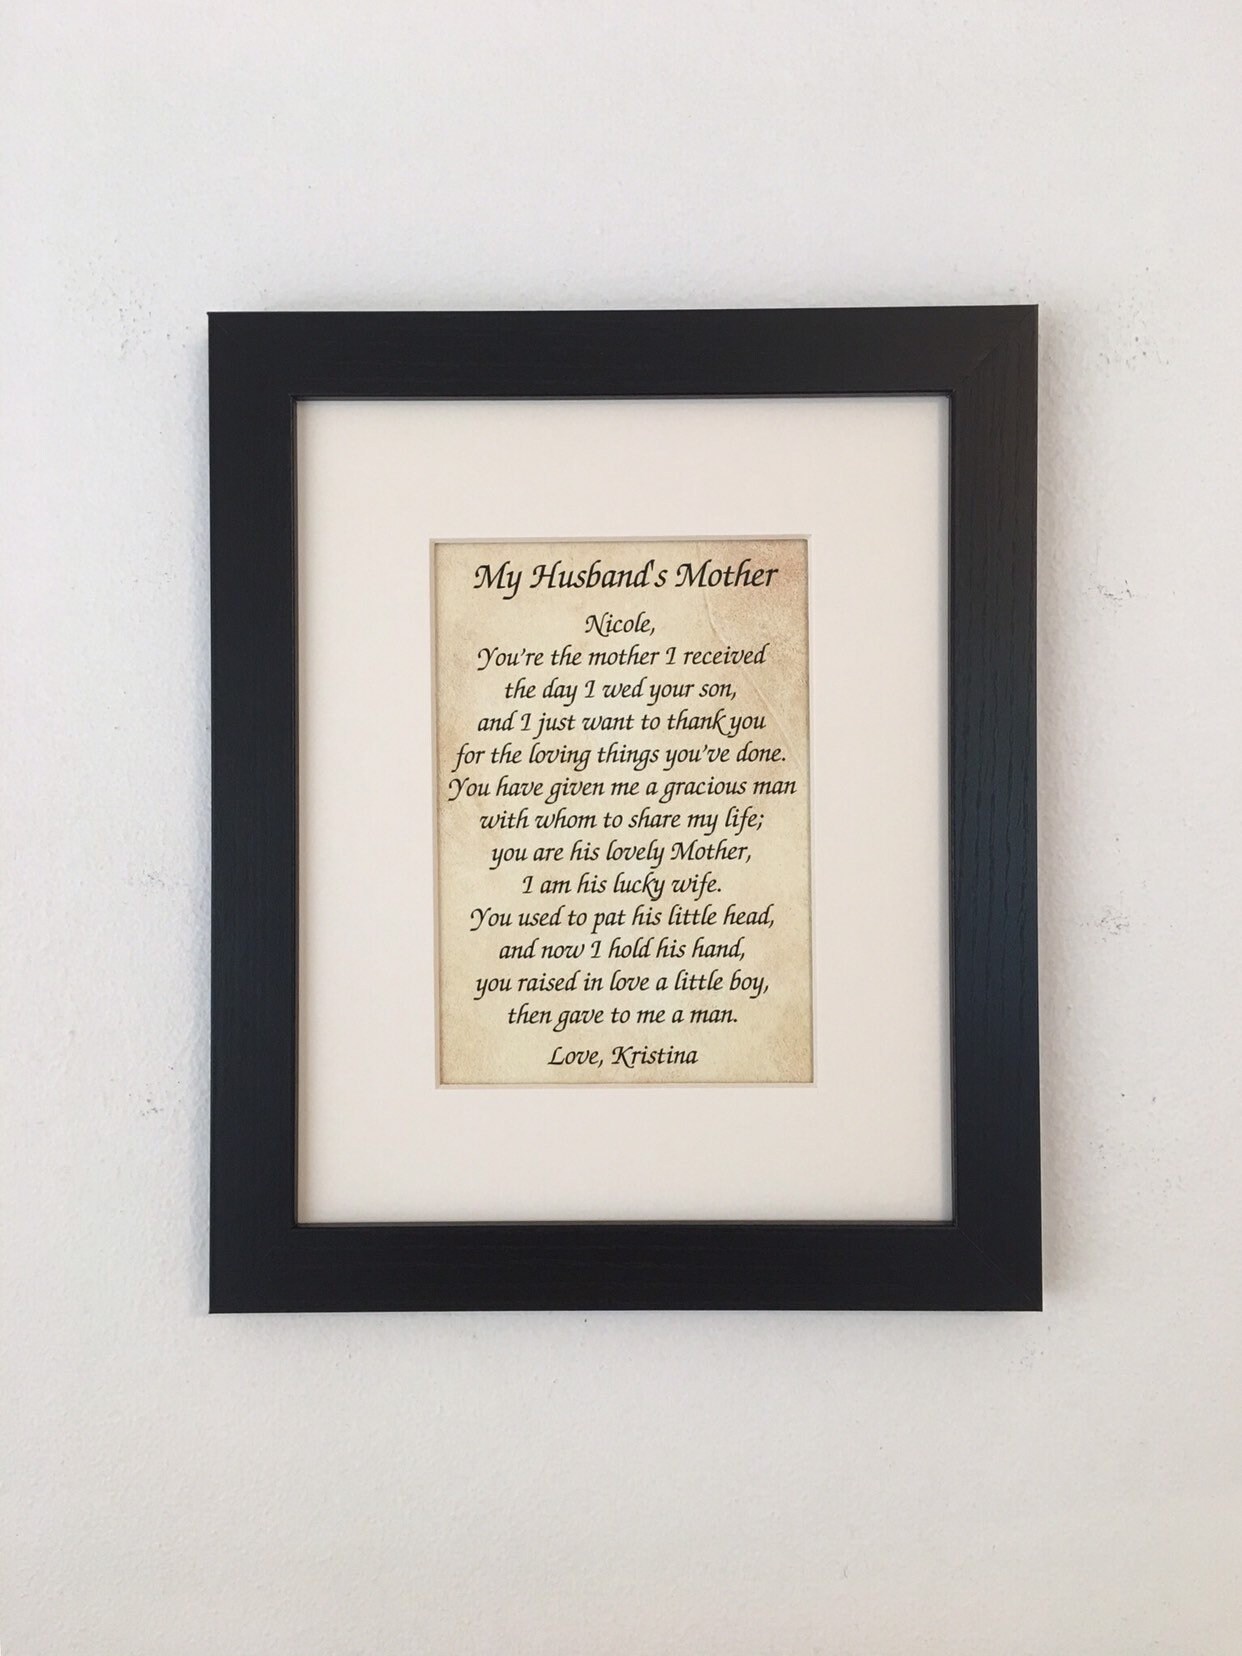 My Husband's Mother
Nicole,
You're the mother I received
the day I wed your son,
and I just want to thank you
for the loving things you've done.
You have given me a gracious man
with whom to share my life;
you are his lovely Mother,
I am his lucky wife.
You used to pat his little head,
and now I hold his hand,
you raised in love a little boy,
then gave to me a man.
Love, Kristina